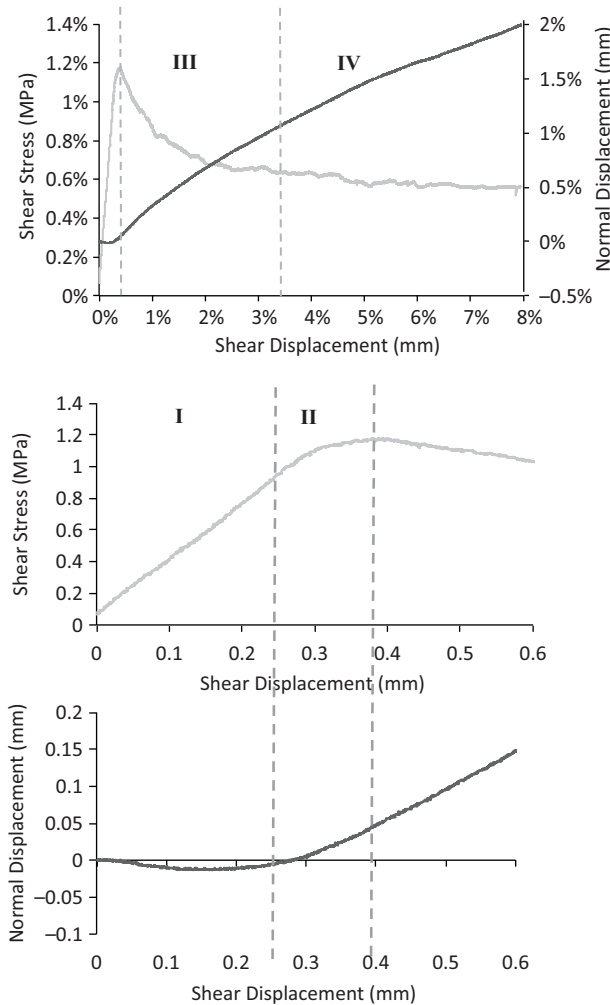 1.4%
1.2%
1%
0.8%
0.6%
0.4%
0.2%
0%
Shear Stress (MPa)
III
IV
2%
1.5%
1%
0.5%
0%
−0.5%
Normal Displacement (mm)
0% 1% 2% 3% 4% 5% 6% 7% 8%
Shear Displacement (mm)
1.4
1.2
1
0.8
0.6
0.4
0.2
0
Shear Stress (MPa)
I
II
0 0.1 0.2 0.3 0.4 0.5 0.6
Shear Displacement (mm)
0.2
0.15
0.1
0.05
0
−0.05
−0.1
Normal Displacement (mm)
0 0.1 0.2 0.3 0.4 0.5 0.6
Shear Displacement (mm)